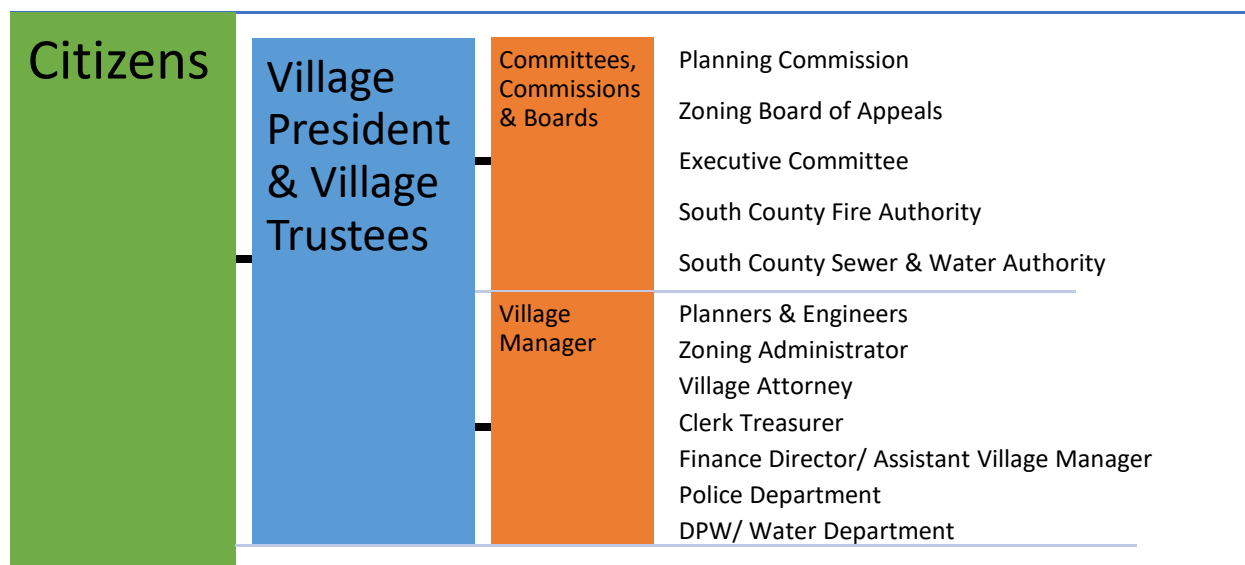 Citizens
Village
President
& Village
Trustees
Committees,
Commissions
& Boards
Planning Commission
Zoning Board of Appeals
Executive Committee
South County Fire Authority
South County Sewer & Water Authority
Village
Manager
Planners & Engineers
Zoning Administrator
Village Attorney
Clerk Treasurer
Finance Director/ Assistant Village Manager
Police Department
DPW/ Water Department